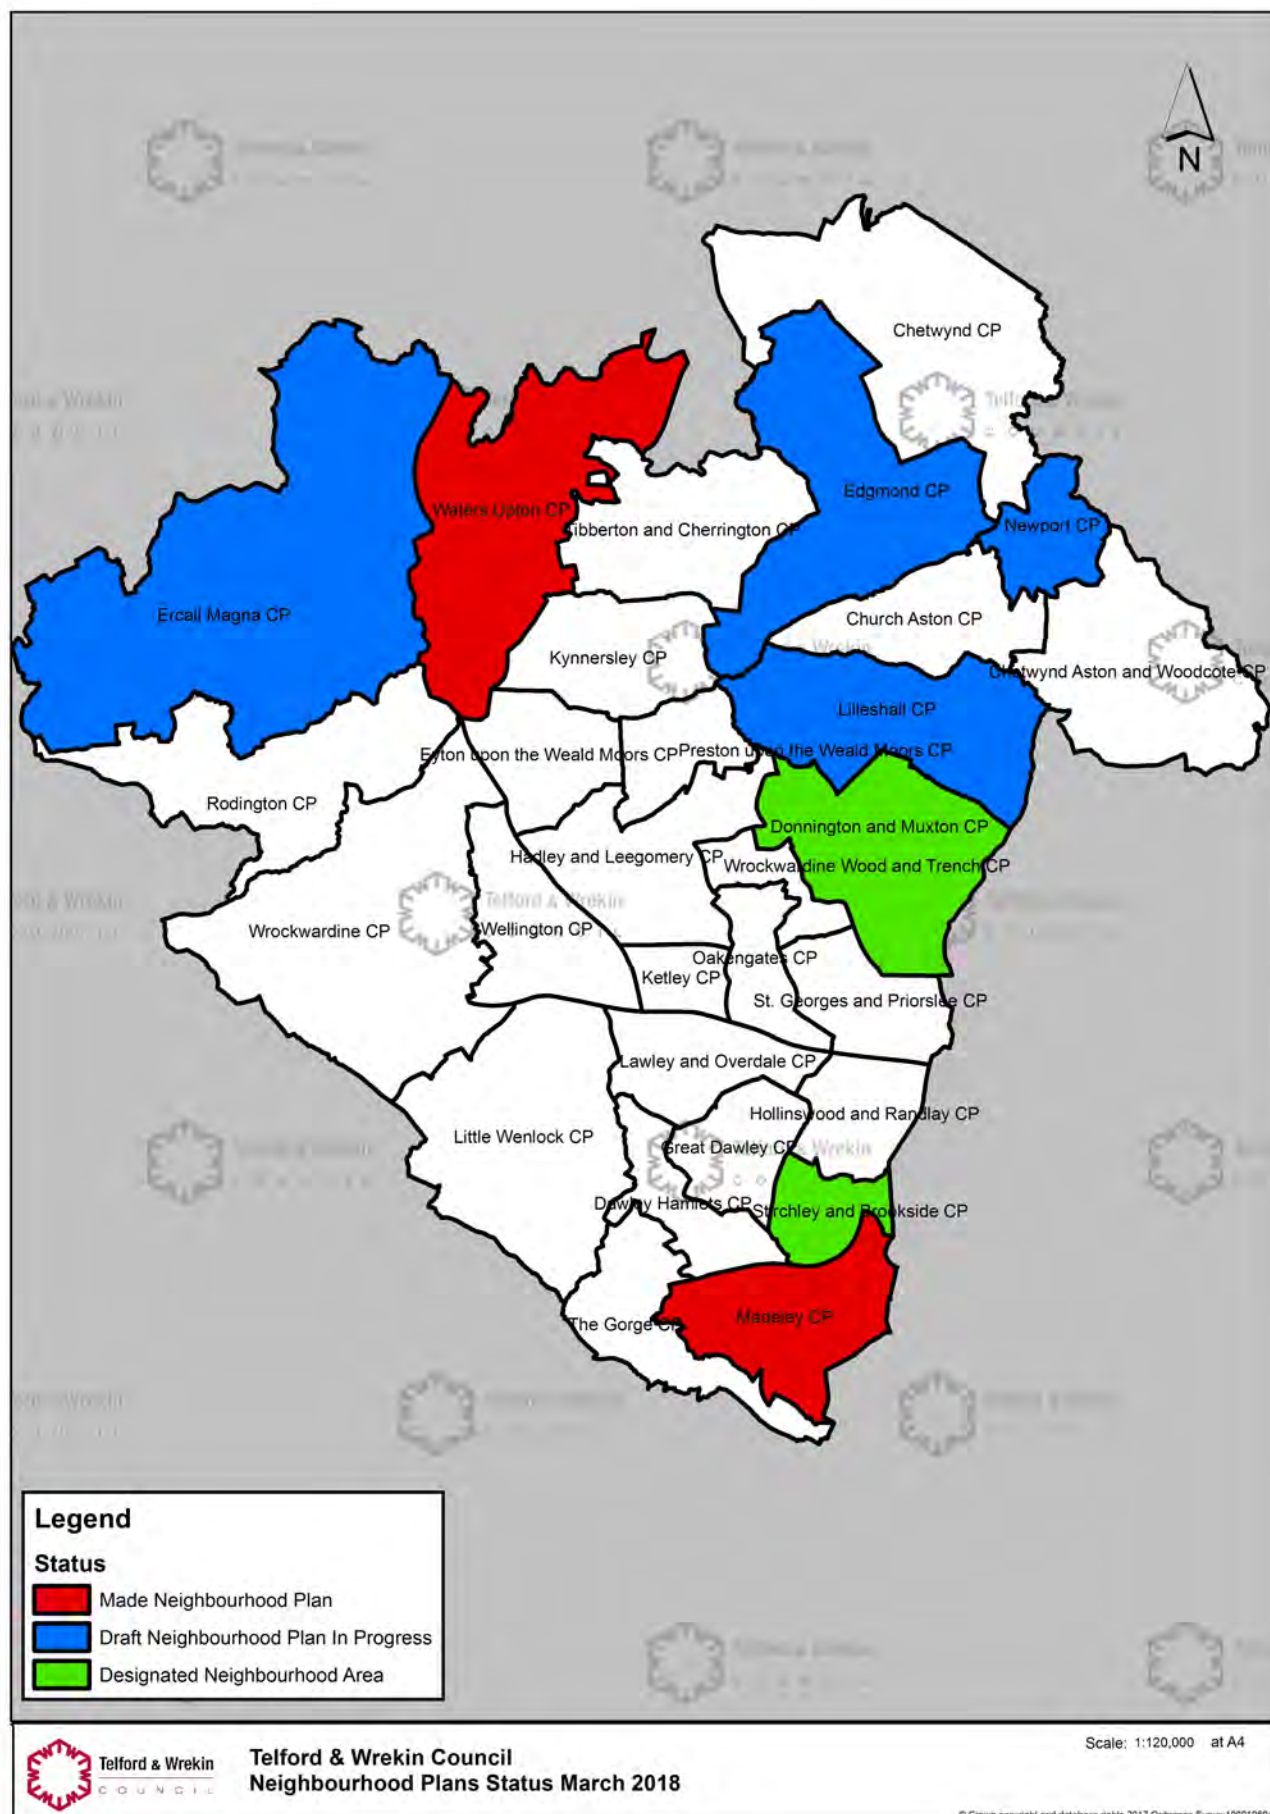 N
Chetwynd CP
Edgmond CP
Waters Upton CP
Newport CP
Tibberton and Cherrington CP
Ercall Magna CP
Church Aston CP
Kynnersley CP
Chetwynd Aston and Woodcote CP
Lilleshall CP
Eyton upon the Weald Moors CP
Preston upon the Weald Moors CP
Rodington CP
Donnington and Muxton CP
Hadley and Leegomery CP
Wrockwardine Wood and Trench CP
Wrockwardine CP
Wellington CP
Oakengates CP
Ketley CP
St. Georges and Priorslee CP
Lawley and Overdale CP
Hollinswood and Randlay CP
Little Wenlock CP
Great Dawley CP
Dawley Hamlets CP
Stirchley and Brookside CP
Madeley CP
The Gorge CP
Legend
Status
Made Neighbourhood Plan
Draft Neighbourhood Plan In Progress
Designated Neighbourhood Area
Telford & Wrekin
COUNCIL
Telford & Wrekin Council
Neighbourhood Plans Status March 2018
Scale: 1:120,000 at A4